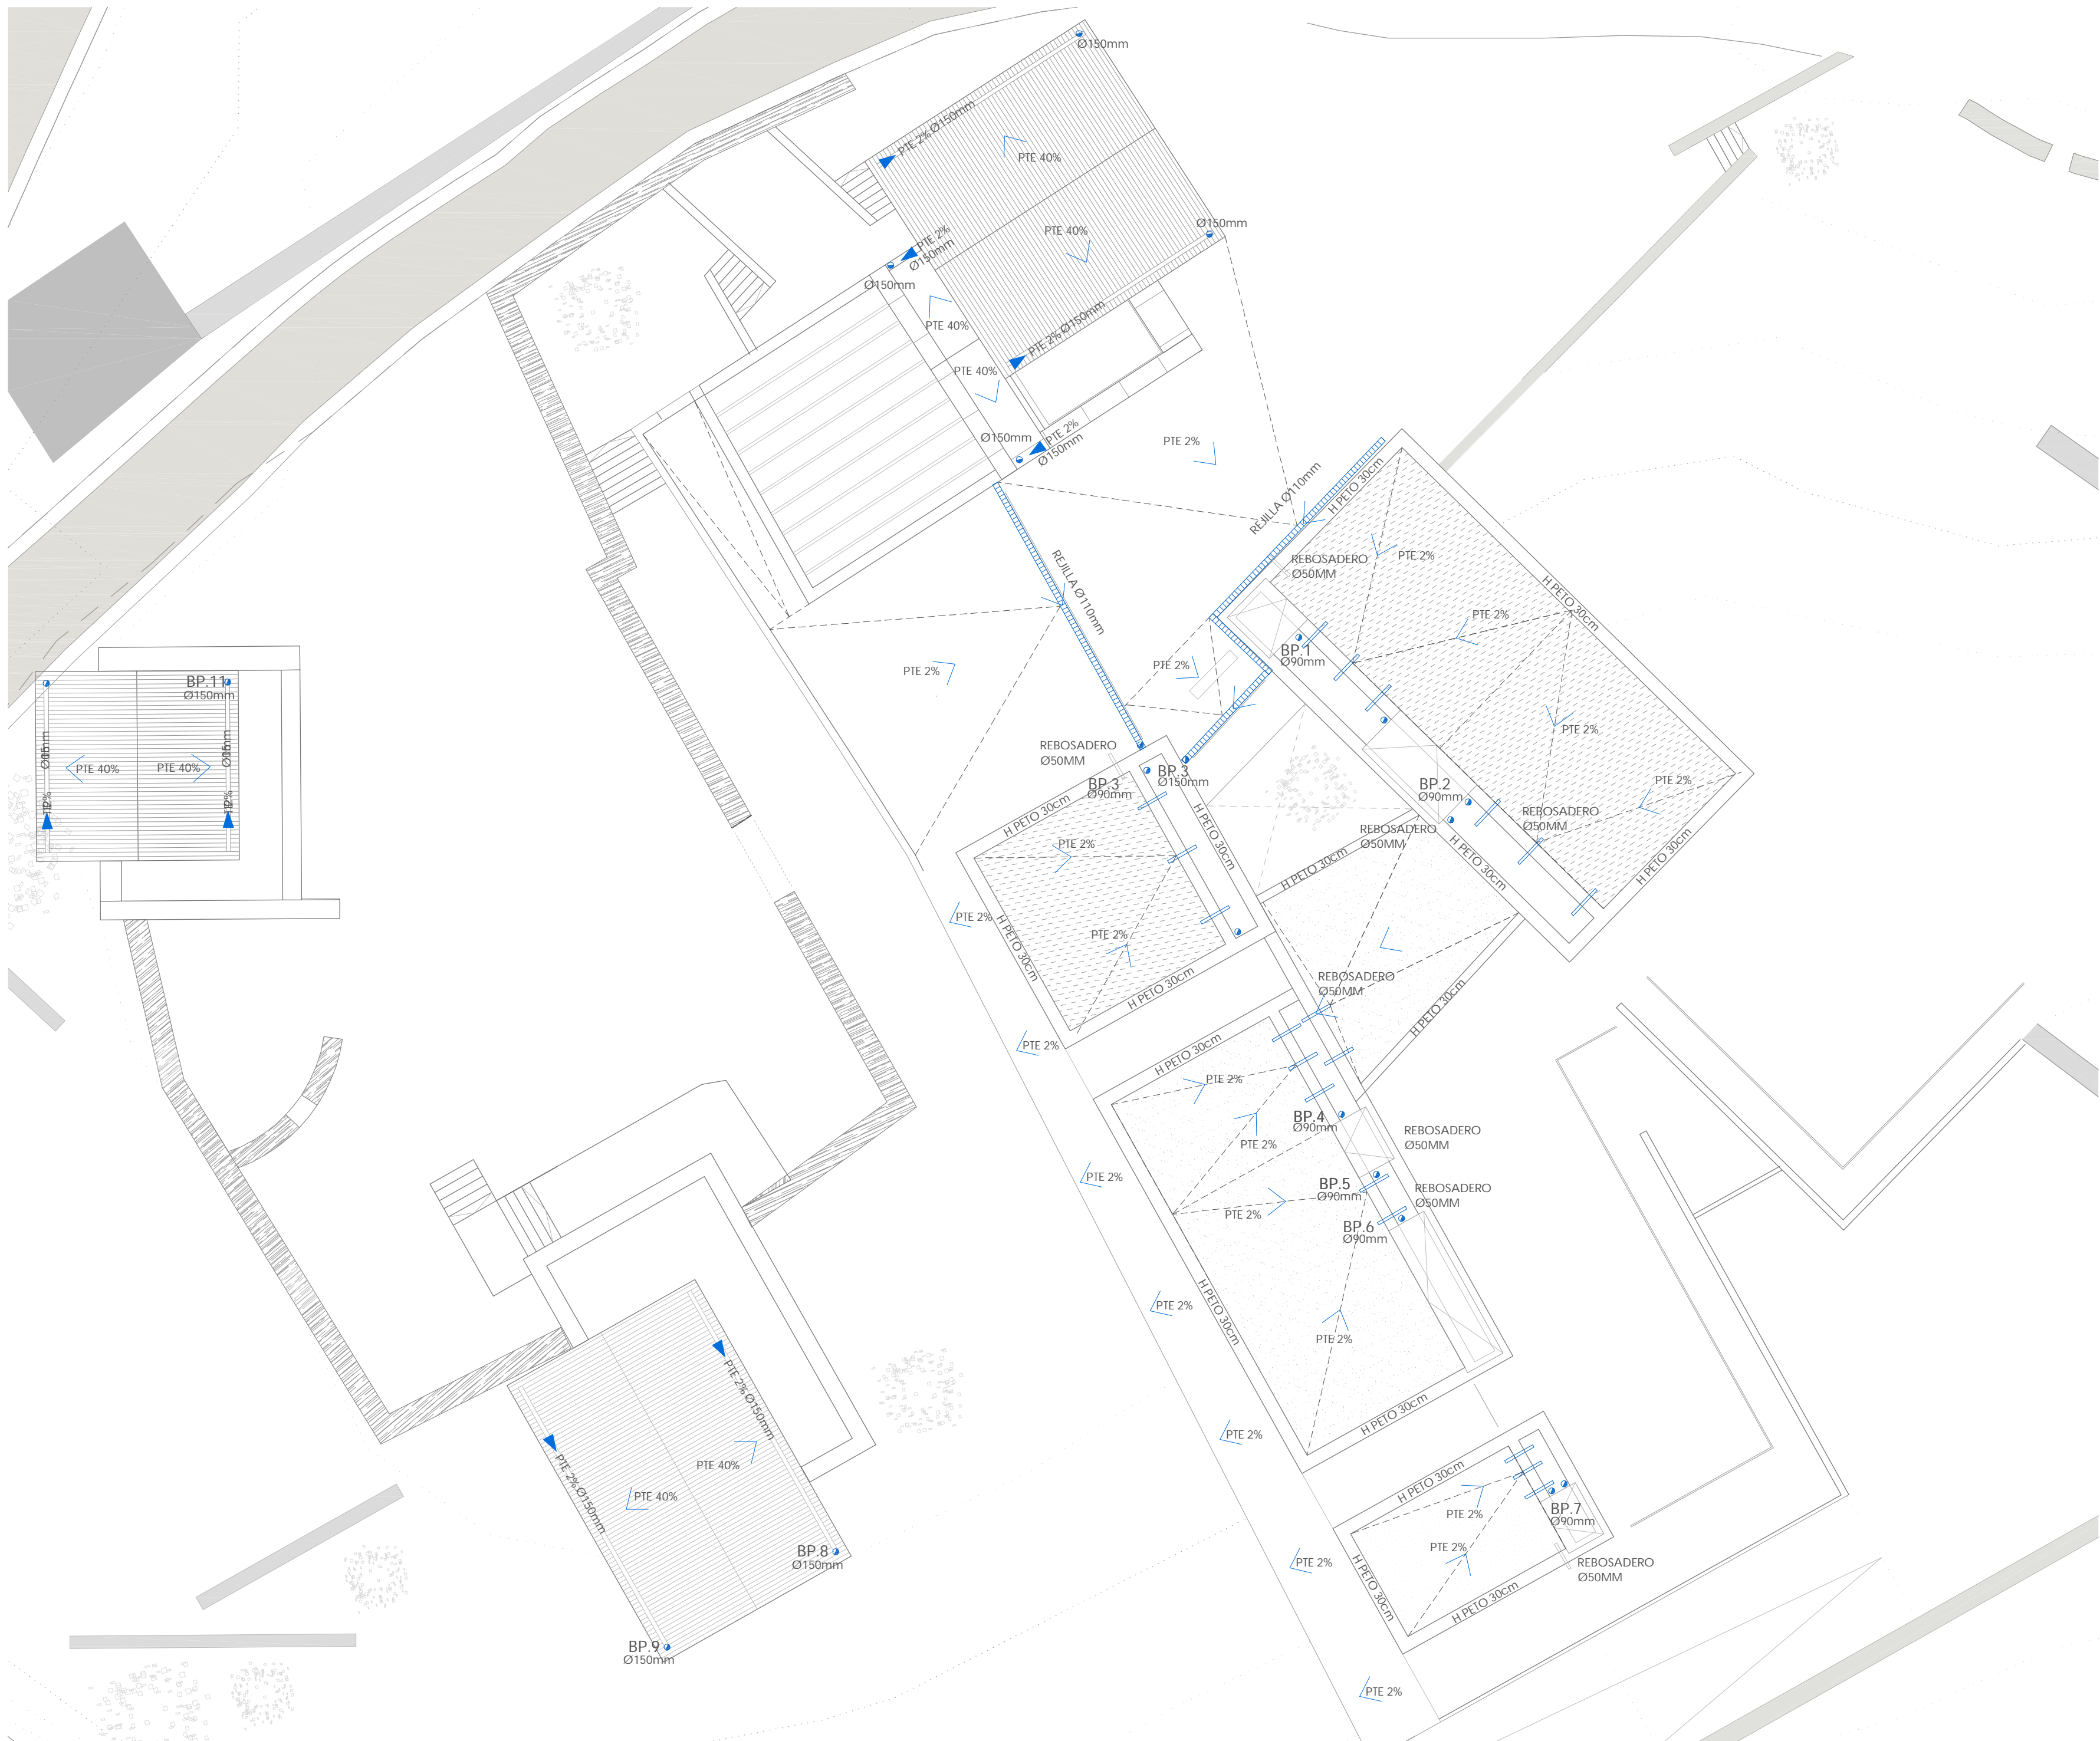 Ø150mm
PTE 2% Ø150mm
PTE 40%
Ø150mm
PTE 40%
PTE 2%
Ø150mm
Ø150mm
PTE 40%
PTE 2% Ø150mm
PTE 40%
Ø150mm
PTE 2%
Ø150mm
PTE 2%
REJILLA Ø110mm
H PETO 30cm
REJILLA Ø110mm
REBOSADERO
Ø50MM
PTE 2%
H PETO 30cm
PTE 2%
BP.1
Ø90mm
PTE 2%
PTE 2%
PTE 2%
BP.11
Ø150mm
PTE 40%
PTE 40%
REBOSADERO
Ø50MM
BP.3
Ø90mm
BP.3
Ø150mm
BP.2
Ø90mm
PTE 2%
REBOSADERO
Ø50MM
REBOSADERO
Ø50MM
H PETO 30cm
H PETO 30cm
H PETO 30cm
H PETO 30cm
H PETO 30cm
PTE 2%
PTE 2%
PTE 2%
H PETO 30cm
H PETO 30cm
REBOSADERO
Ø50MM
H PETO 30cm
PTE 2%
H PETO 30cm
PTE 2%
PTE 2%
BP.4
Ø90mm
REBOSADERO
Ø50MM
PTE 2%
BP.5
Ø90mm
REBOSADERO
Ø50MM
PTE 2%
BP.6
Ø90mm
PTE 2%
H PETO 30cm
PTE 2%
H PETO 30cm
PTE 2%
PTE 2% Ø150mm
PTE 40%
PTE 2% Ø150mm
PTE 40%
H PETO 30cm
PTE 2%
BP.7
Ø90mm
PTE 2%
PTE 2%
REBOSADERO
Ø50MM
H PETO 30cm
H PETO 30cm
BP.8
Ø150mm
BP.9
Ø150mm
PTE 2%